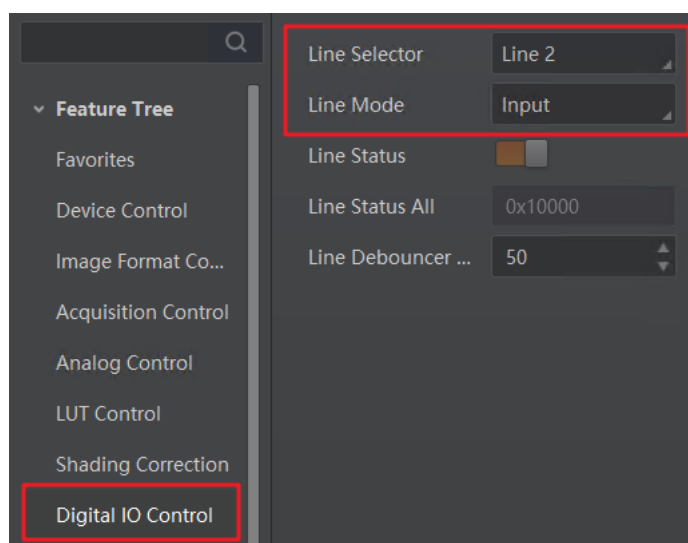 Feature Tree
Favorites
Device Control
Image Format Co...
Acquisition Control
Analog Control
LUT Control
Shading Correction
Digital IO Control
Line Selector Line 2
Line Mode Input
Line Status
Line Status All 0x10000
Line Debouncer ... 50